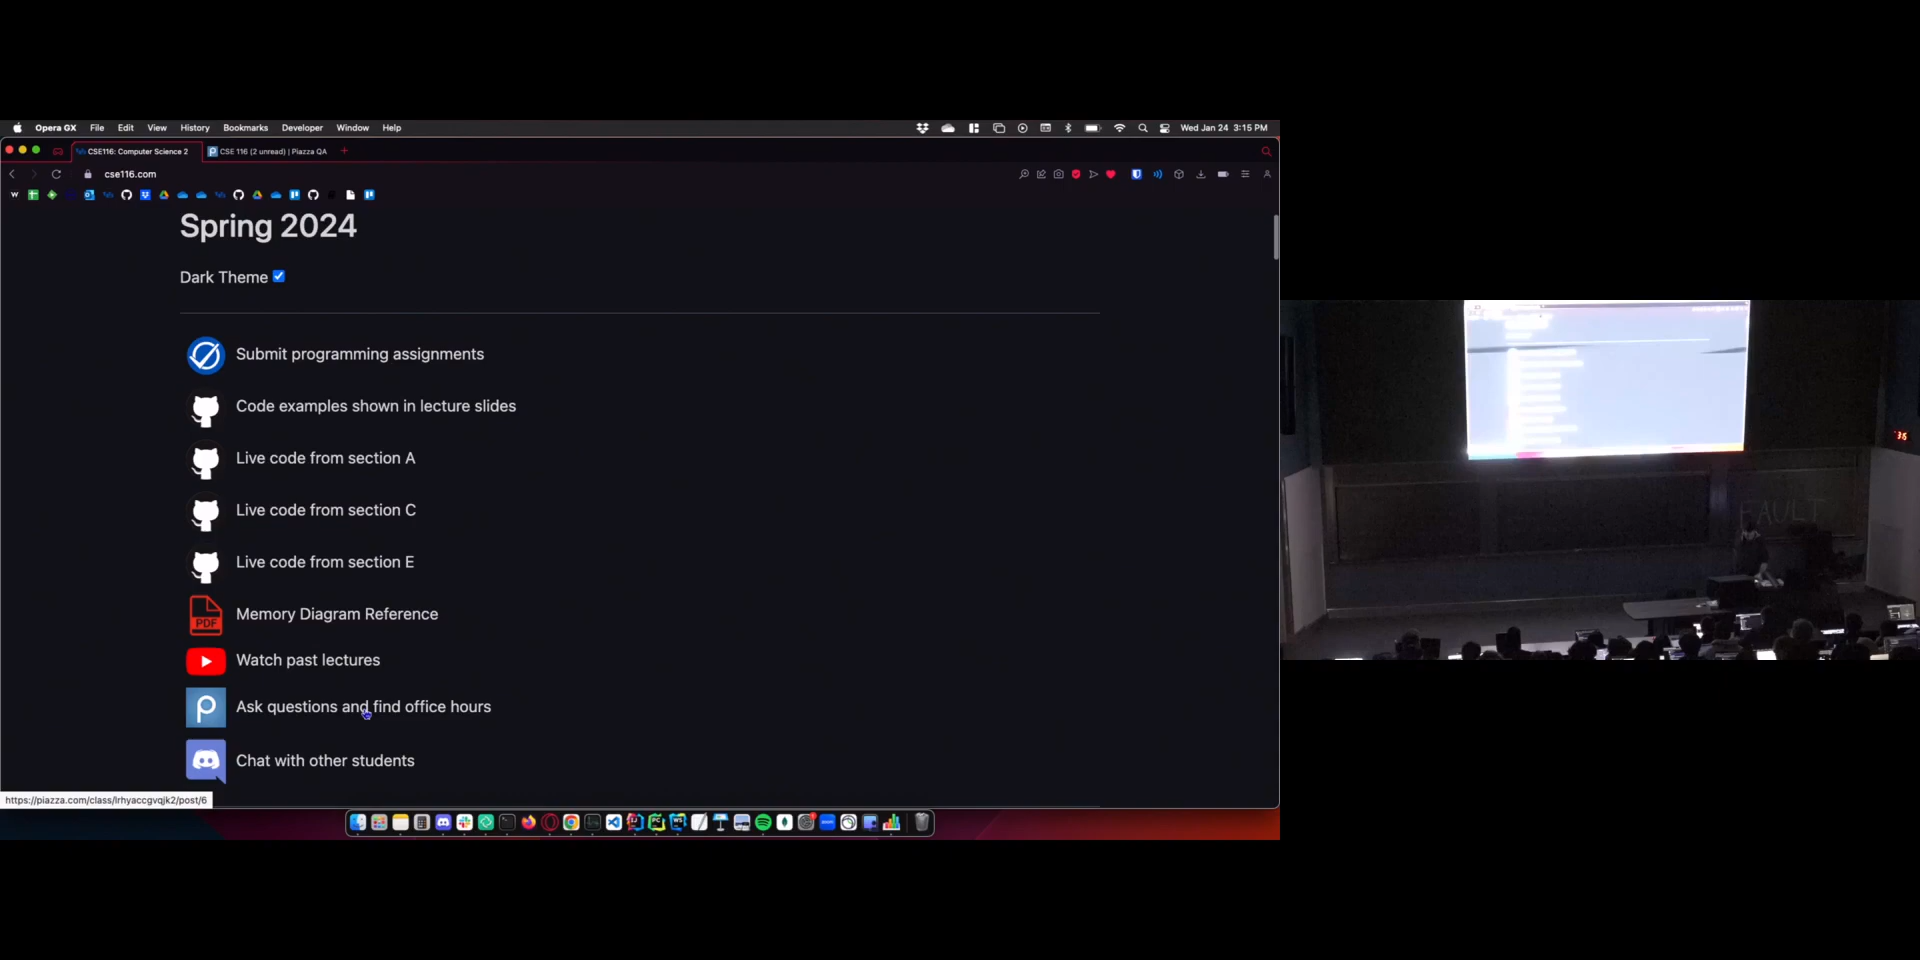 Opera GX File Edit View History Bookmarks Developer Window Help Wed Jan 24 3:15 PM
CSE116: Computer Science 2 CSE 116 (2 unread) | Piazza QA
cse116.com
Spring 2024
Dark Theme
Submit programming assignments
Code examples shown in lecture slides
Live code from section A
Live code from section C
Live code from section E
PDF
Memory Diagram Reference
Watch past lectures
Ask questions and find office hours
Chat with other students
https://piazza.com/class/lrhyaccgvqjk2/post/6
FAULT